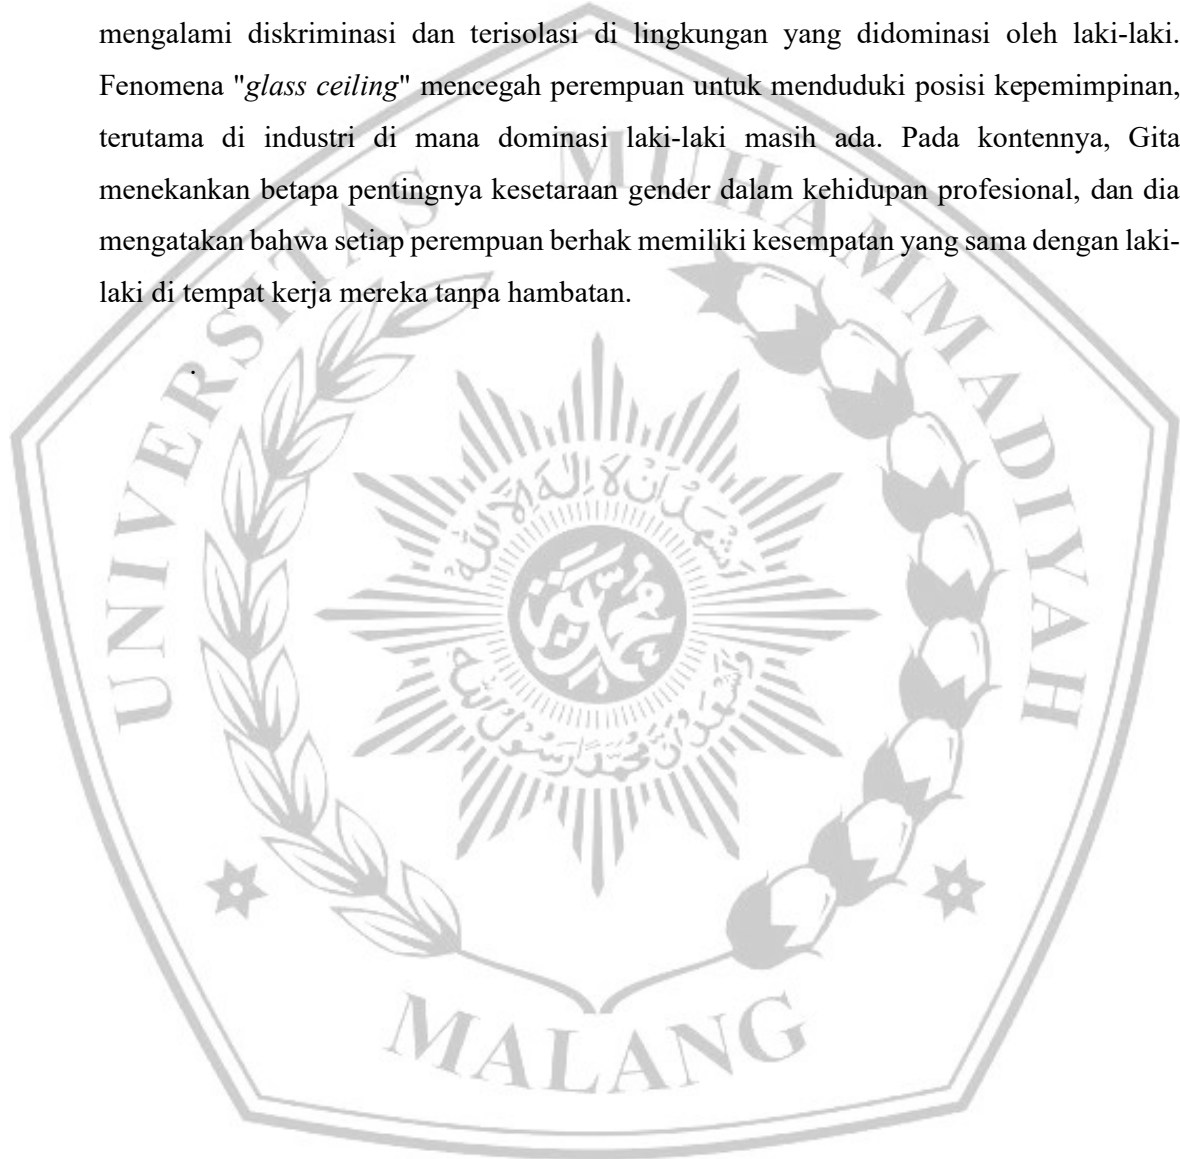 mengalami diskriminasi dan terisolasi di lingkungan yang didominasi oleh laki-laki.
Fenomena "glass ceiling" mencegah perempuan untuk menduduki posisi kepemimpinan,
terutama di industri di mana dominasi laki-laki masih ada. Pada kontennya, Gita
menekankan betapa pentingnya kesetaraan gender dalam kehidupan profesional, dan dia
mengatakan bahwa setiap perempuan berhak memiliki kesempatan yang sama dengan laki-
laki di tempat kerja mereka tanpa hambatan.
.
UNIVERSITAS MUHAMMADIYAH
MALANG